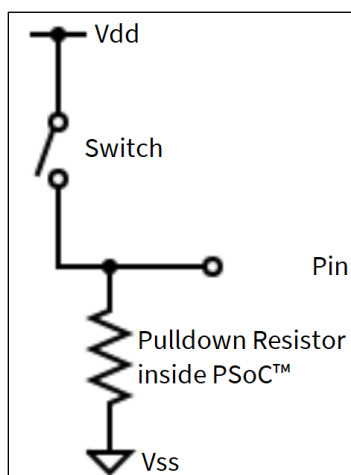 Vdd
Switch
Pin
Pulldown Resistor
inside PSoC™
Vss